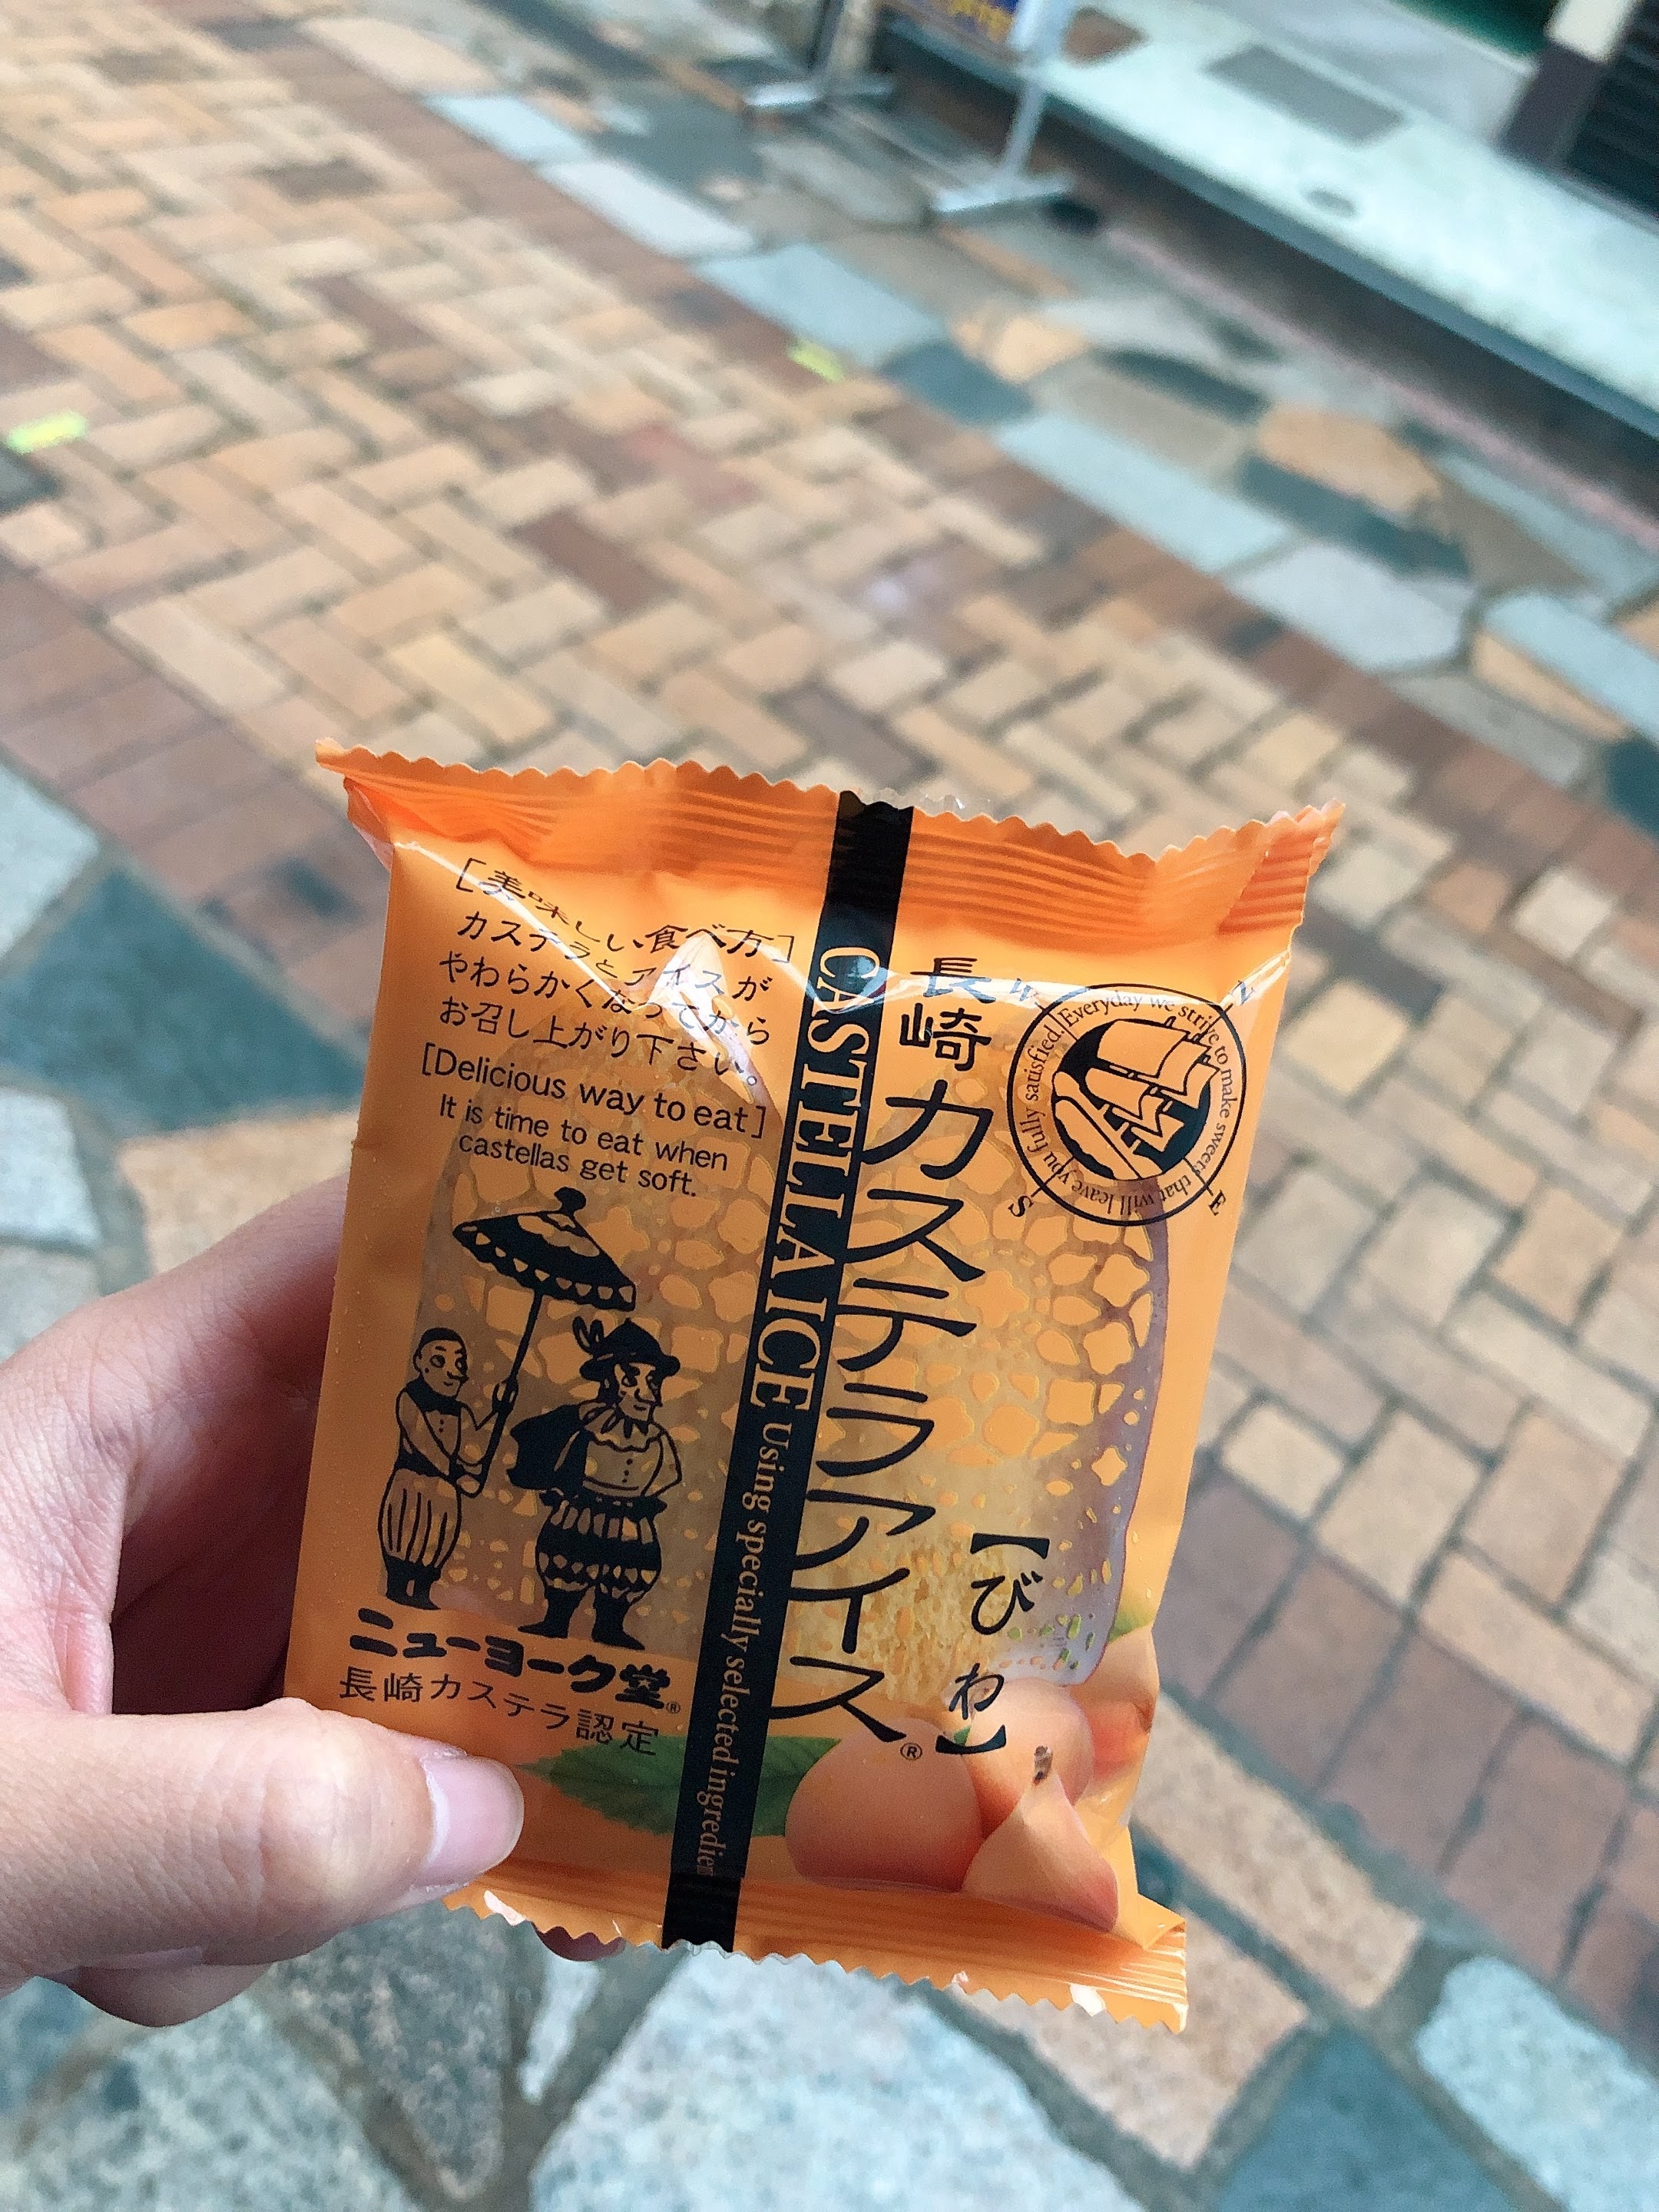 [美味しい食べ方]
カステラとアイスが
やわらかくなってから
お召し上がり下さい。
[Delicious way to eat]
It is time to eat when
castellas get soft.
ニューヨーク堂®
長崎カステラ認定
CASTELLA ICE Using specially selected ingredien
長崎カステラアイス®
【びわ】
Everyday we strive to make sweets that will leave you fully satisfied.
W
N
S
E